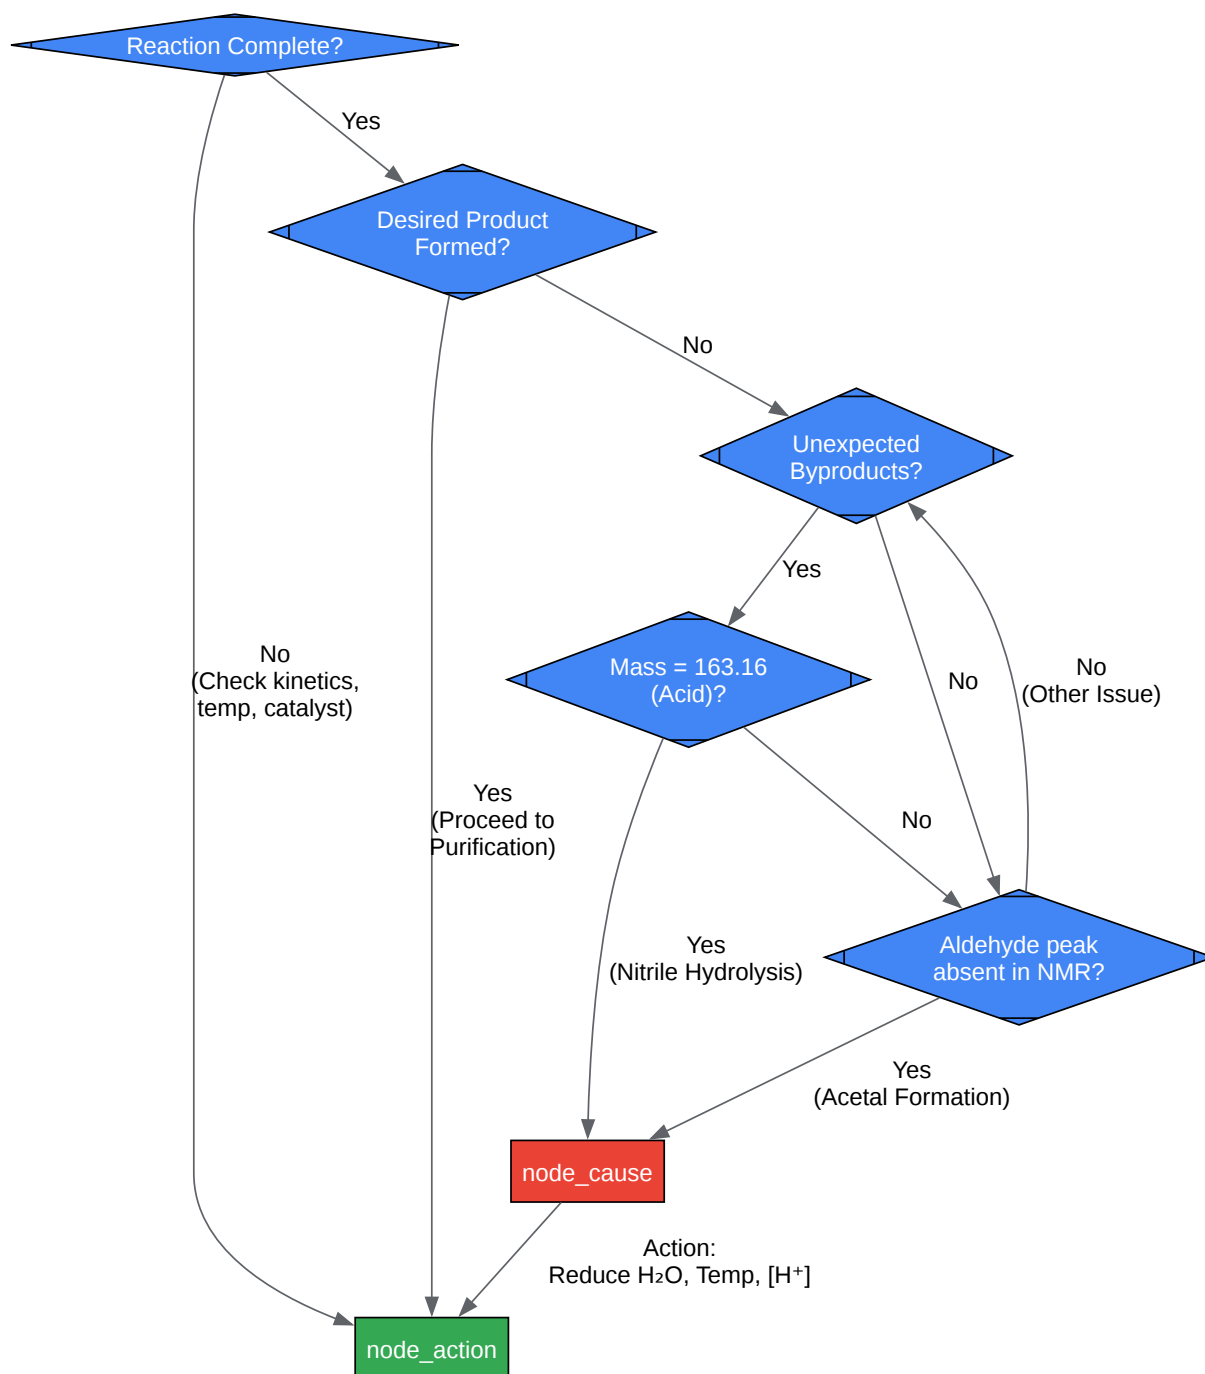 Reaction Complete?
Yes
Desired Product
Formed?
No
Unexpected
Byproducts?
Yes
No
(Check kinetics,
temp, catalyst)
Mass = 163.16
(Acid)?
No
No
(Other Issue)
Yes
(Proceed to
Purification)
No
Yes
(Nitrile Hydrolysis)
Aldehyde peak
absent in NMR?
Yes
(Acetal Formation)
node_cause
Action:
Reduce H₂O, Temp, [H⁺]
node_action